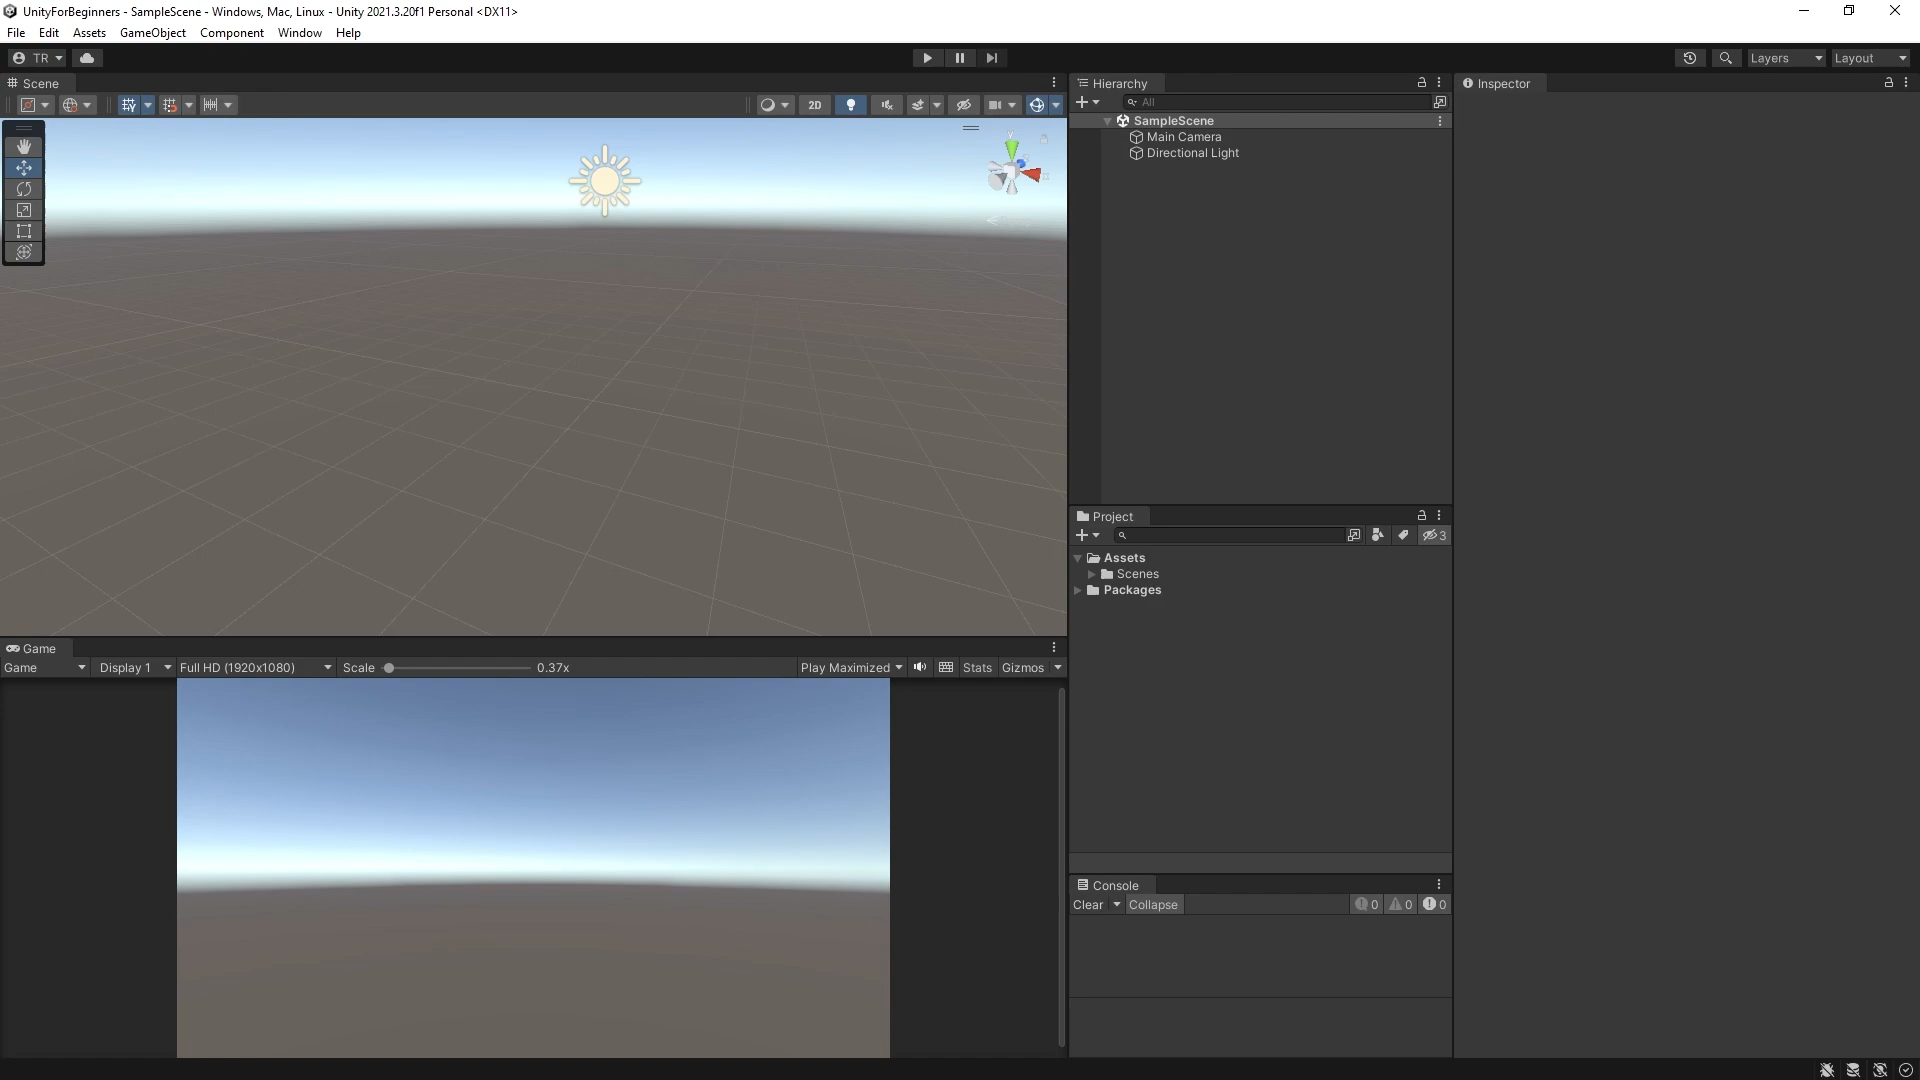 UnityForBeginners - SampleScene - Windows, Mac, Linux - Unity 2021.3.20f1 Personal <DX11>
File Edit Assets GameObject Component Window Help
TR
Layers Layout
Scene
2D
y
Hierarchy
All
SampleScene
Main Camera
Directional Light
Inspector
Project
3
Assets
Scenes
Packages
Game
Game Display 1 Full HD (1920x1080) Scale 0.37x Play Maximized Stats Gizmos
Console
Clear Collapse 0 0 0